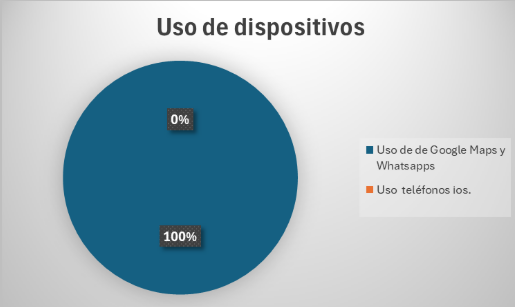 Uso de dispositivos
0%
100%
Uso de de Google Maps y
Whatsapps
Uso teléfonos ios.